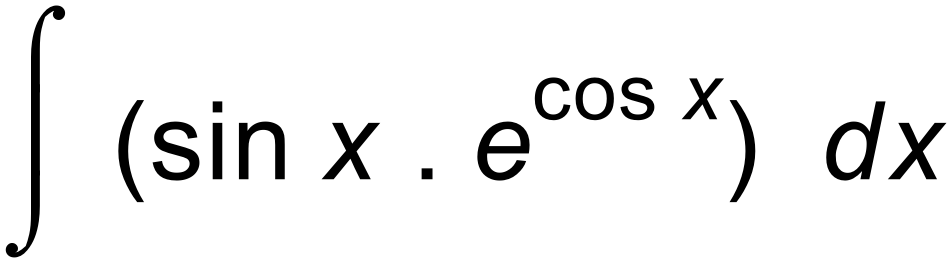 ∫ (sin x . e^cos x) dx